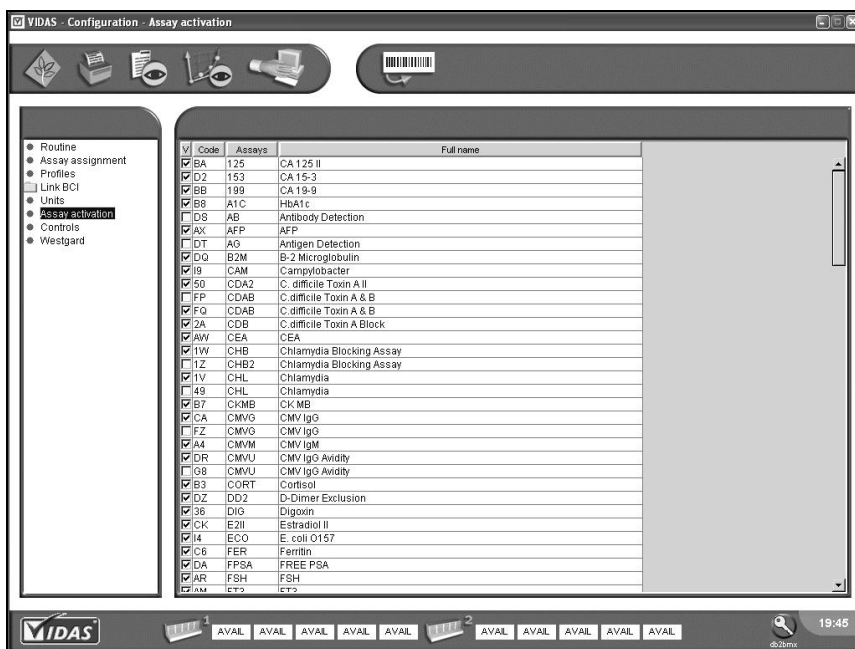 VIDAS - Configuration - Assay activation
Routine
Assay assignment
Profiles
Link BCI
Units
Assay activation
Controls
Westgard
V Code Assays Full name
BA 125 CA 125 II
D2 153 CA 15-3
BB 199 CA 19-9
B8 A1C HbA1c
DS AB Antibody Detection
AX AFP AFP
DT AG Antigen Detection
DQ B2M B-2 Microglobulin
I9 CAM Campylobacter
50 CDA2 C. difficile Toxin A II
FP CDAB C.difficile Toxin A & B
FQ CDAB C.difficile Toxin A & B
2A CDB C.difficile Toxin A Block
AW CEA CEA
1W CHB Chlamydia Blocking Assay
1Z CHB2 Chlamydia Blocking Assay
1V CHL Chlamydia
49 CHL Chlamydia
B7 CKMB CK MB
CA CMVG CMV IgG
FZ CMVG CMV IgG
A4 CMVM CMV IgM
DR CMVU CMV IgG Avidity
G8 CMVU CMV IgG Avidity
B3 CORT Cortisol
DZ DD2 D-Dimer Exclusion
36 DIG Digoxin
CK E2II Estradiol II
I4 ECO E. coli O157
C6 FER Ferritin
DA FPSA FREE PSA
AR FSH FSH
AM FT3 FT3
VIDAS 1 AVAIL AVAIL AVAIL AVAIL AVAIL 2 AVAIL AVAIL AVAIL AVAIL AVAIL db2bmx 19:45